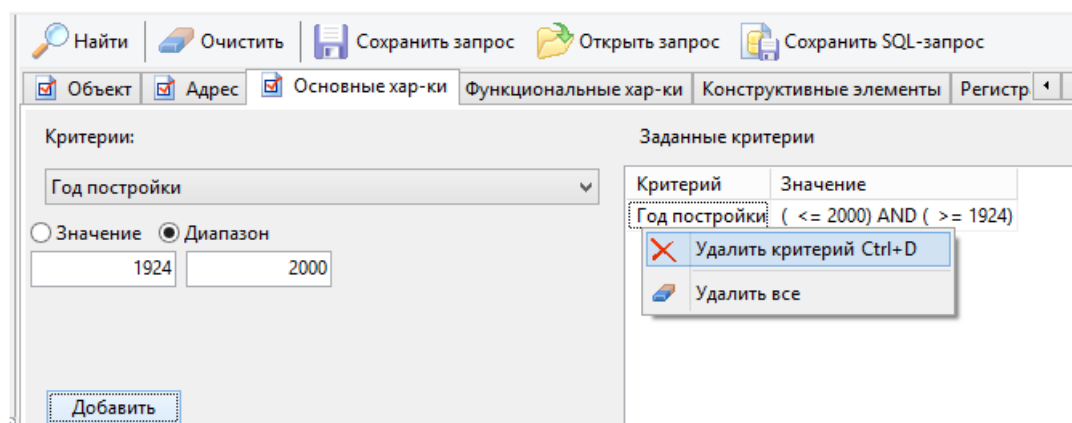 Найти Очистить Сохранить запрос Открыть запрос Сохранить SQL-запрос
Объект Адрес Основные хар-ки Функциональные хар-ки Конструктивные элементы Регистр
Критерии: Заданные критерии
Год постройки Критерий Значение
Год постройки ( <= 2000) AND ( >= 1924)
Значение Диапазон
Удалить критерий Ctrl+D
1924 2000
Удалить все
Добавить